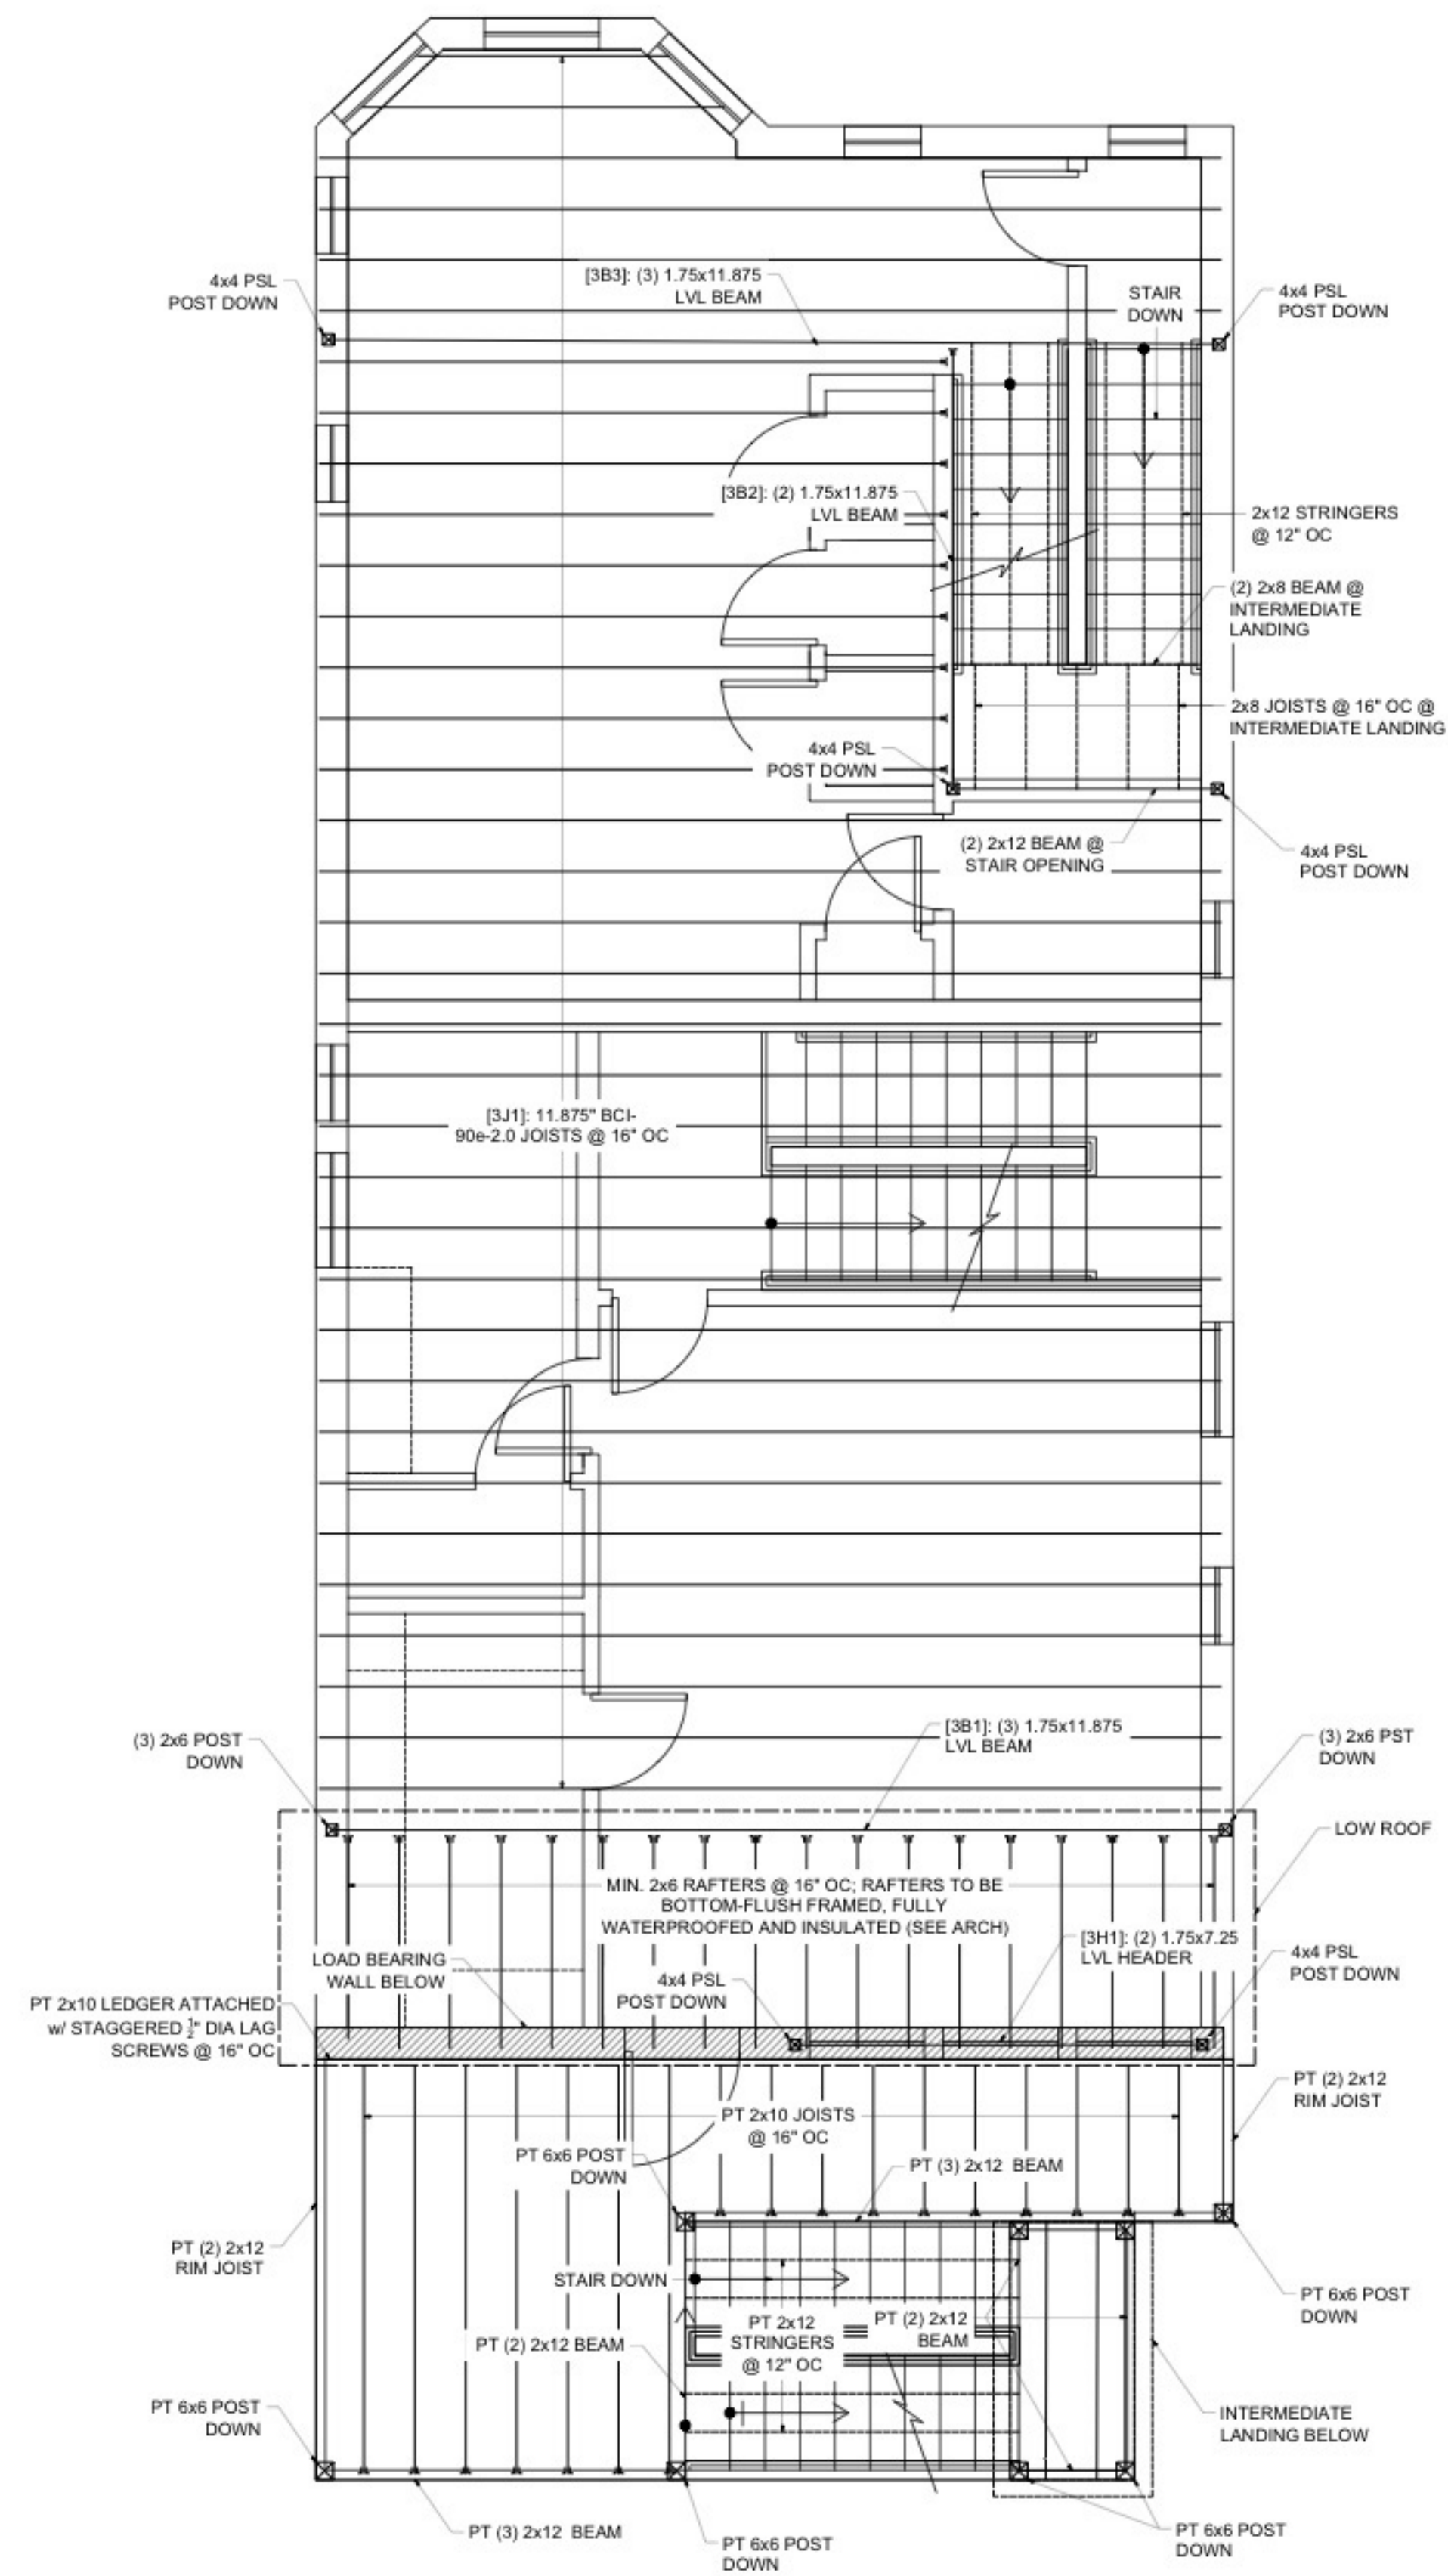 [3B3]: (3) 1.75x11.875
LVL BEAM
4x4 PSL
POST DOWN
STAIR
DOWN
4x4 PSL
POST DOWN
[3B2]: (2) 1.75x11.875
LVL BEAM
2x12 STRINGERS
@ 12" OC
(2) 2x8 BEAM @
INTERMEDIATE
LANDING
2x8 JOISTS @ 16" OC @
INTERMEDIATE LANDING
4x4 PSL
POST DOWN
(2) 2x12 BEAM @
STAIR OPENING
4x4 PSL
POST DOWN
[3J1]: 11.875" BCI-
90e-2.0 JOISTS @ 16" OC
(3) 2x6 POST
DOWN
[3B1]: (3) 1.75x11.875
LVL BEAM
(3) 2x6 PST
DOWN
LOW ROOF
MIN. 2x6 RAFTERS @ 16" OC; RAFTERS TO BE
BOTTOM-FLUSH FRAMED, FULLY
WATERPROOFED AND INSULATED (SEE ARCH)
[3H1]: (2) 1.75x7.25
LVL HEADER
LOAD BEARING
WALL BELOW
4x4 PSL
POST DOWN
4x4 PSL
POST DOWN
PT 2x10 LEDGER ATTACHED
w/ STAGGERED ½" DIA LAG
SCREWS @ 16" OC
PT (2) 2x12
RIM JOIST
PT 2x10 JOISTS
@ 16" OC
PT 6x6 POST
DOWN
PT (3) 2x12 BEAM
PT (2) 2x12
RIM JOIST
STAIR DOWN
PT 6x6 POST
DOWN
PT (2) 2x12 BEAM
PT 2x12
STRINGERS
@ 12" OC
PT (2) 2x12
BEAM
PT 6x6 POST
DOWN
INTERMEDIATE
LANDING BELOW
PT (3) 2x12 BEAM
PT 6x6 POST
DOWN
PT 6x6 POST
DOWN